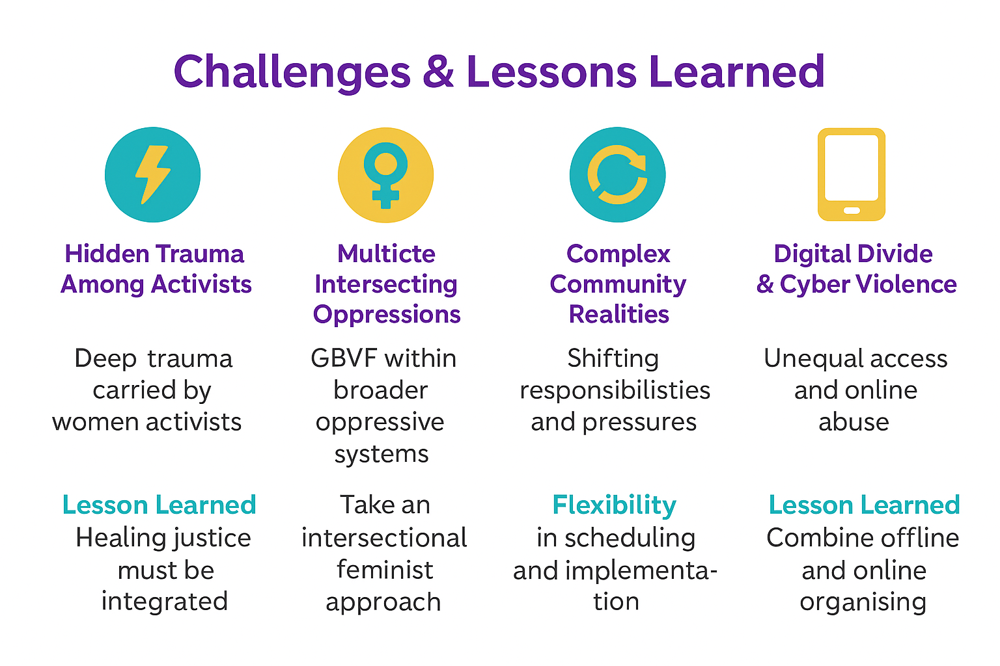 Challenges & Lessons Learned
Hidden Trauma
Among Activists
Deep trauma
carried by
women activists
Lesson Learned
Healing justice
must be
integrated
Multicte
Intersecting
Oppressions
GBVF within
broader
oppressive
systems
Take an
intersectional
feminist
approach
Complex
Community
Realities
Shifting
responsibilisties
and pressures
Flexibility
in scheduling
and implementa-
tion
Digital Divide
& Cyber Violence
Unequal access
and online
abuse
Lesson Learned
Combine offline
and online
organising